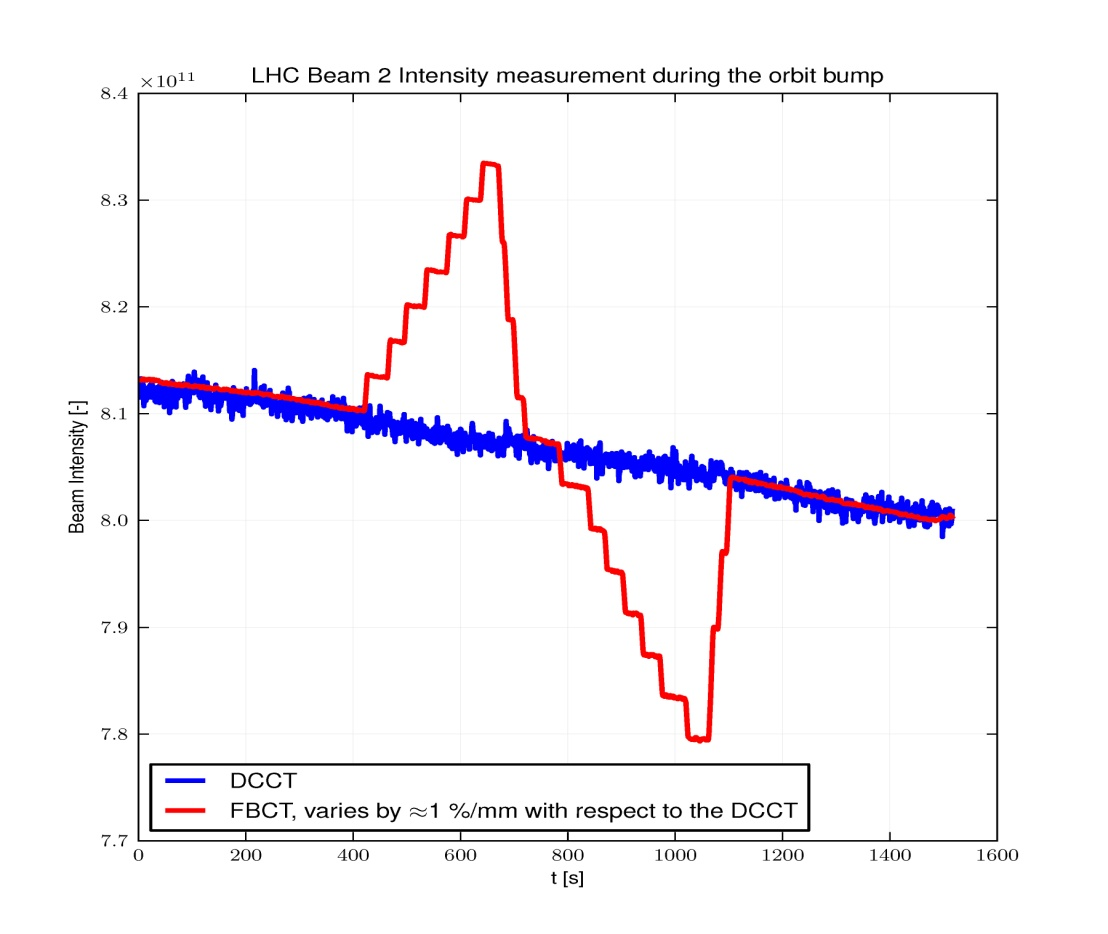 LHC Beam 2 Intensity measurement during the orbit bump
×10¹¹
8.4
8.3
8.2
8.1
8.0
7.9
7.8
7.7
Beam Intensity [-]
DCCT
FBCT, varies by ≈1 %/mm with respect to the DCCT
0 200 400 600 800 1000 1200 1400 1600
t [s]